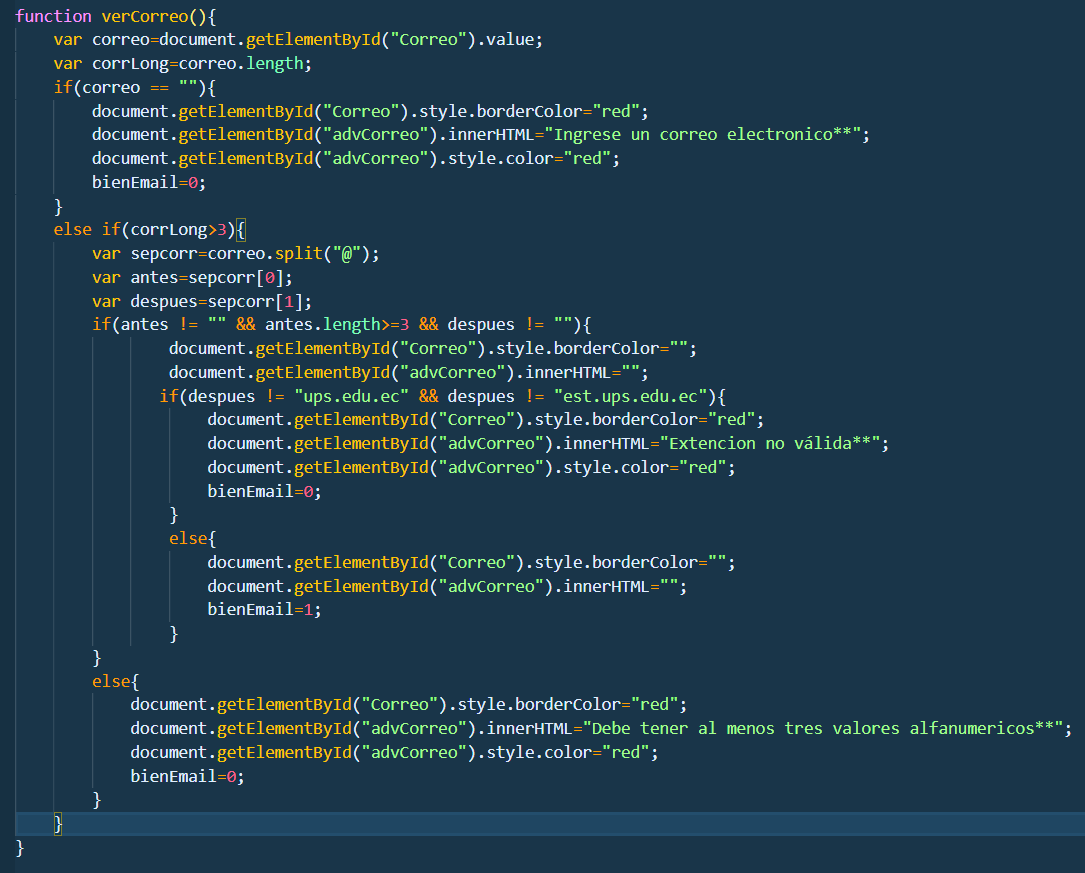 function verCorreo(){
    var correo=document.getElementById("Correo").value;
    var corrLong=correo.length;
    if(correo == ""){
        document.getElementById("Correo").style.borderColor="red";
        document.getElementById("advCorreo").innerHTML="Ingrese un correo electronico**";
        document.getElementById("advCorreo").style.color="red";
        bienEmail=0;
    }
    else if(corrLong>3){
        var sepcorr=correo.split("@");
        var antes=sepcorr[0];
        var despues=sepcorr[1];
        if(antes != "" && antes.length>=3 && despues != ""){
                document.getElementById("Correo").style.borderColor="";
                document.getElementById("advCorreo").innerHTML="";
               if(despues != "ups.edu.ec" && despues != "est.ups.edu.ec"){
                    document.getElementById("Correo").style.borderColor="red";
                    document.getElementById("advCorreo").innerHTML="Extencion no válida**";
                    document.getElementById("advCorreo").style.color="red";
                    bienEmail=0;
                }
                else{
                    document.getElementById("Correo").style.borderColor="";
                    document.getElementById("advCorreo").innerHTML="";
                    bienEmail=1;
                }
        }
        else{
            document.getElementById("Correo").style.borderColor="red";
            document.getElementById("advCorreo").innerHTML="Debe tener al menos tres valores alfanumericos**";
            document.getElementById("advCorreo").style.color="red";
            bienEmail=0;
        }
    }
}